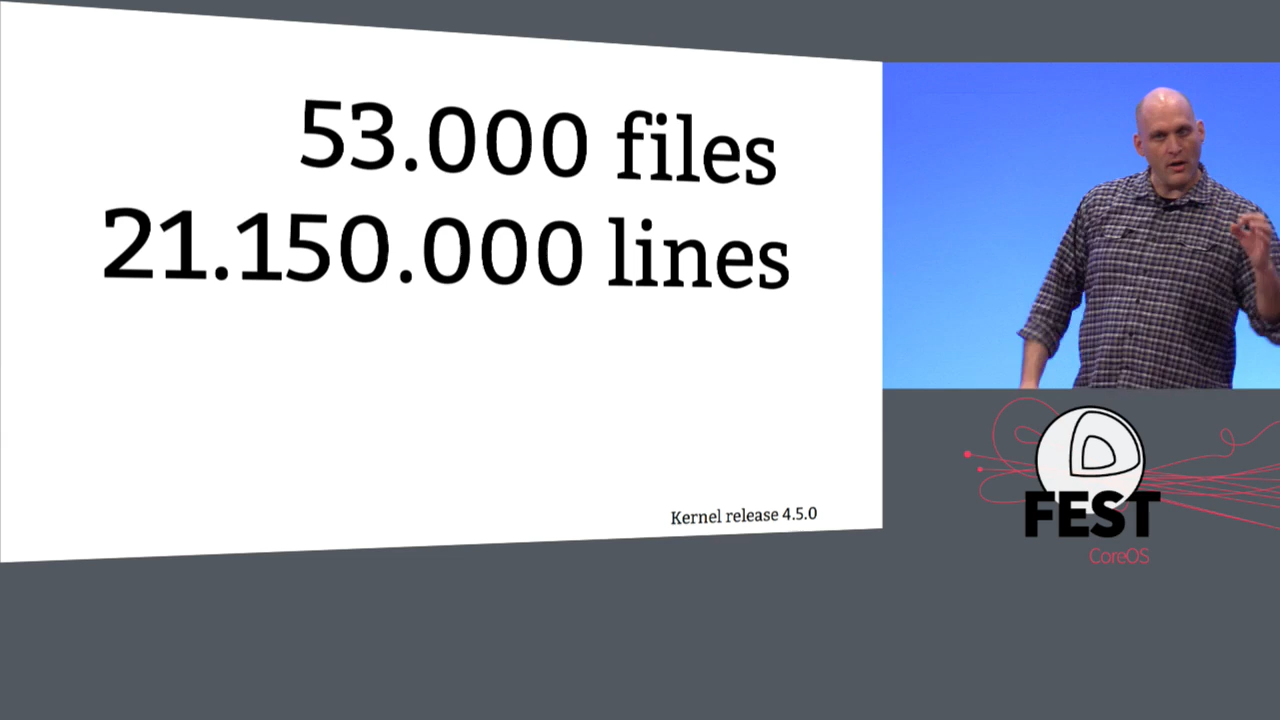 53.000 files
21.150.000 lines
Kernel release 4.5.0
FEST
CoreOS